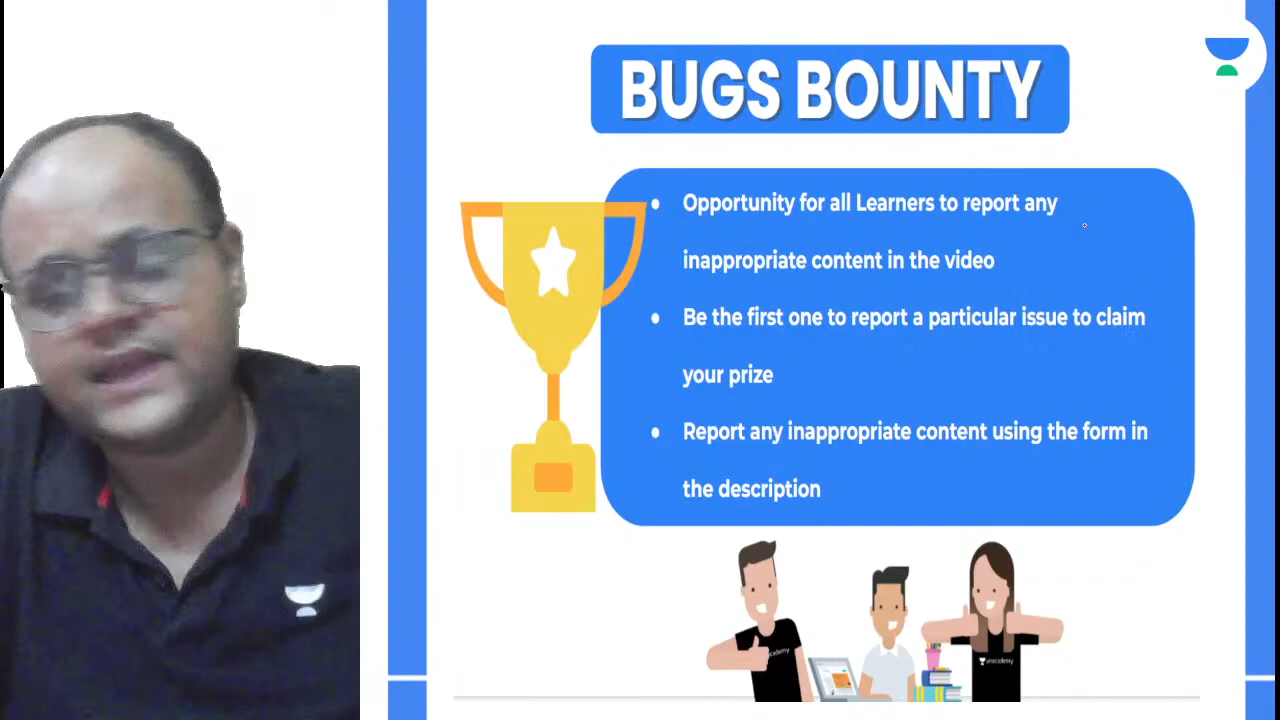 BUGS BOUNTY
Opportunity for all Learners to report any
inappropriate content in the video
Be the first one to report a particular issue to claim
your prize
Report any inappropriate content using the form in
the description
unacademy